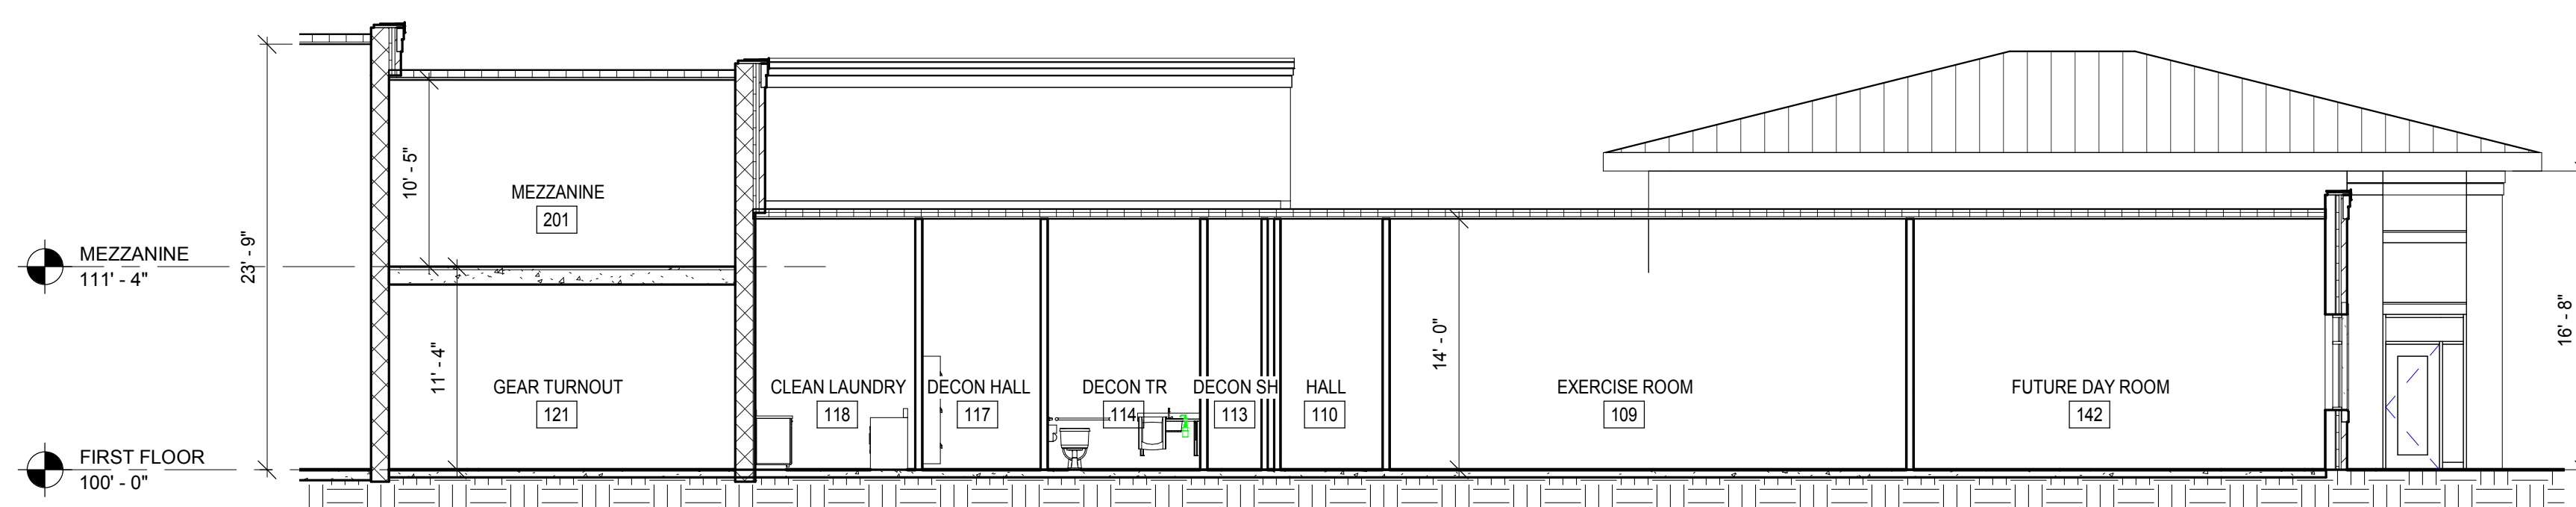 MEZZANINE
111' - 4"
FIRST FLOOR
100' - 0"
23' - 9"
10' - 5"
11' - 4"
MEZZANINE
201
GEAR TURNOUT
121
CLEAN LAUNDRY
118
DECON HALL
117
DECON TR
114
DECON SH
113
HALL
110
14' - 0"
EXERCISE ROOM
109
FUTURE DAY ROOM
142
16' - 8"